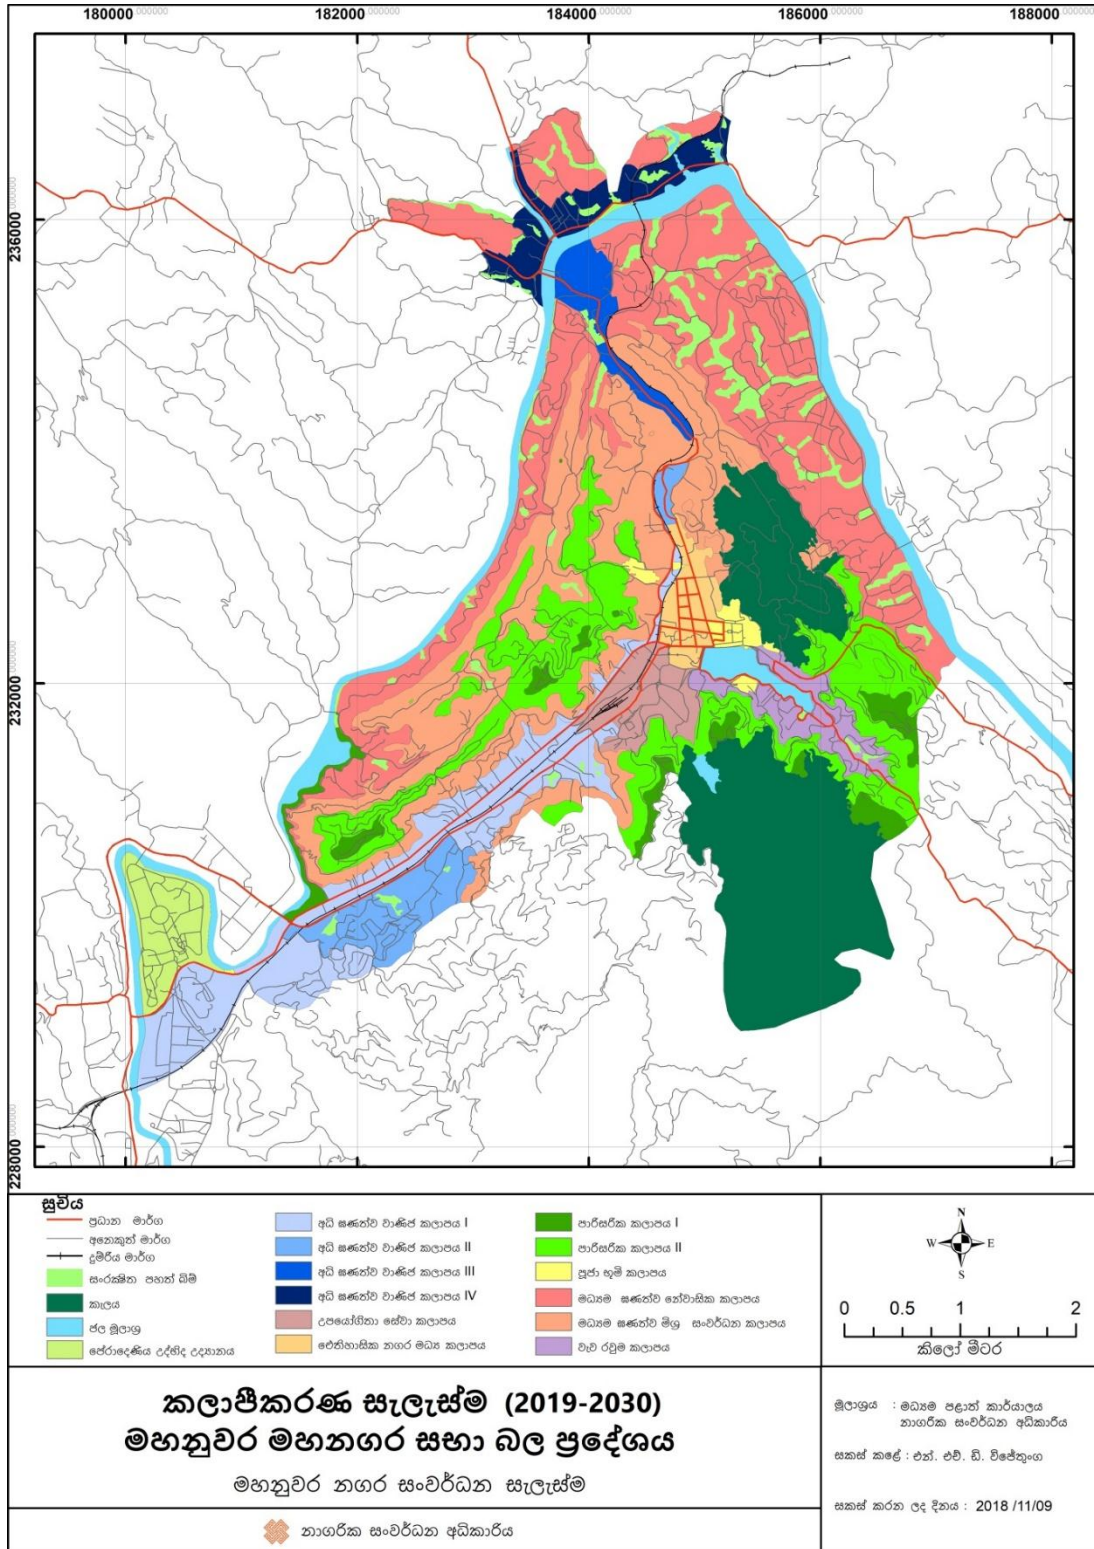 180000 182000 184000 186000 188000
236000
232000
228000
සූචිය
ප්‍රධාන මාර්ග
අනෙකුත් මාර්ග
දුම්රිය මාර්ග
සංරක්ෂිත පහත් බිම්
කැලය
ජල මූලාශ්‍ර
පේරාදෙණිය උද්භිද උද්‍යානය
අධි ඝණත්ව වාණිජ කලාපය I
අධි ඝණත්ව වාණිජ කලාපය II
අධි ඝණත්ව වාණිජ කලාපය III
අධි ඝණත්ව වාණිජ කලාපය IV
උපයෝගිතා සේවා කලාපය
ඓතිහාසික නගර මධ්‍ය කලාපය
පාරිසරික කලාපය I
පාරිසරික කලාපය II
පූජා භූමි කලාපය
මධ්‍යම ඝණත්ව නේවාසික කලාපය
මධ්‍යම ඝණත්ව මිශ්‍ර සංවර්ධන කලාපය
වැව රවුම කලාපය
N
W E
S
0 0.5 1 2
කිලෝ මීටර
කලාපීකරණ සැලැස්ම (2019-2030)
මහනුවර මහනගර සභා බල ප්‍රදේශය
මහනුවර නගර සංවර්ධන සැලැස්ම
නාගරික සංවර්ධන අධිකාරිය
මූලාශ්‍රය : මධ්‍යම පළාත් කාර්යාලය
නාගරික සංවර්ධන අධිකාරිය
සකස් කළේ : එන්. එච්. ඩී. විජේතුංග
සකස් කරන ලද දිනය : 2018 /11/09